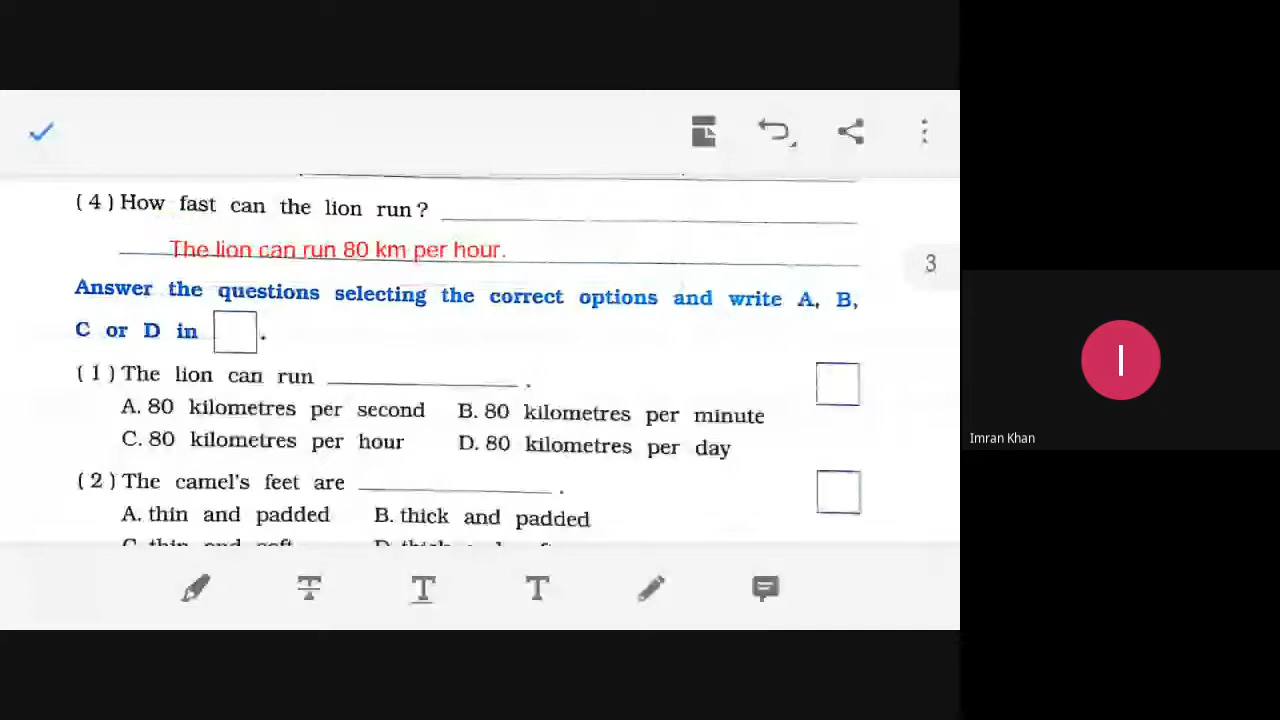 ( 4 ) How fast can the lion run ?
The lion can run 80 km per hour.
3
Answer the questions selecting the correct options and write A, B,
C or D in .
( 1 ) The lion can run .
A. 80 kilometres per second B. 80 kilometres per minute
C. 80 kilometres per hour D. 80 kilometres per day
( 2 ) The camel's feet are .
A. thin and padded B. thick and padded
I
Imran Khan